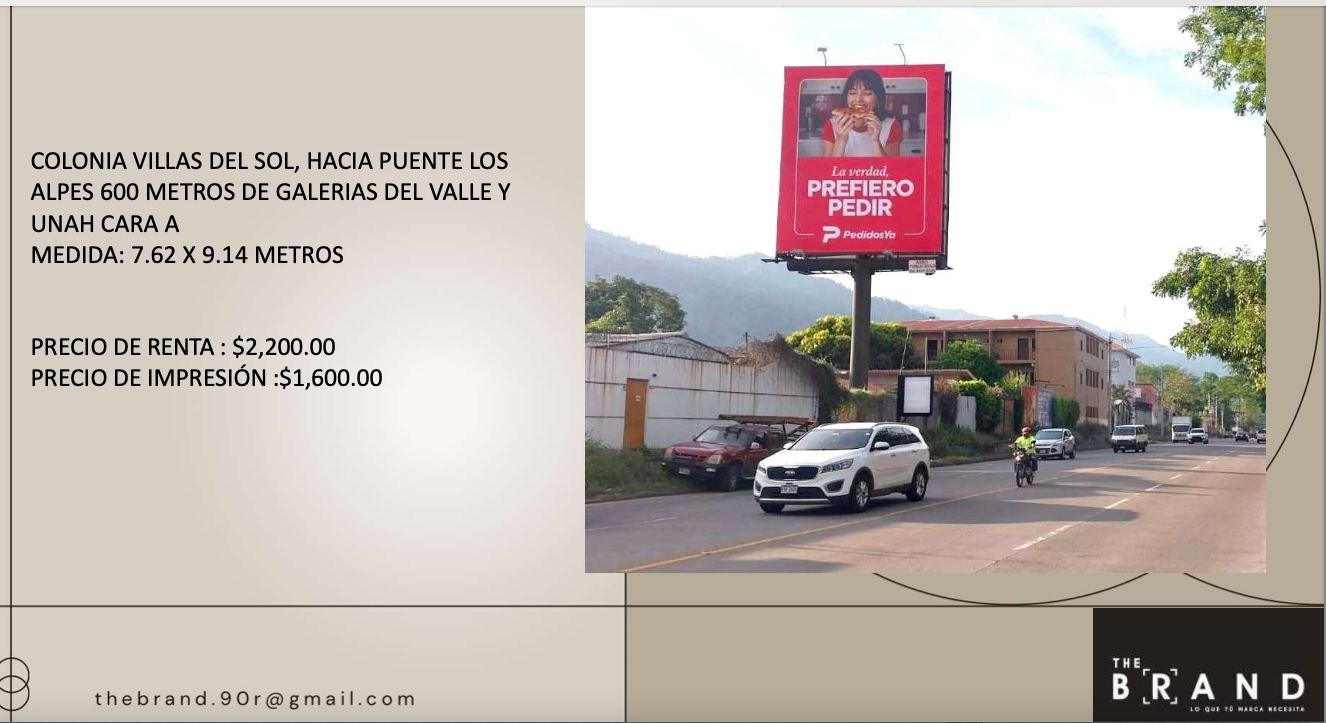 COLONIA VILLAS DEL SOL, HACIA PUENTE LOS
ALPES 600 METROS DE GALERIAS DEL VALLE Y
UNAH CARA A
MEDIDA: 7.62 X 9.14 METROS
PRECIO DE RENTA : $2,200.00
PRECIO DE IMPRESIÓN :$1,600.00
La verdad,
PREFIERO
PEDIR
PedidosYa
thebrand.90r@gmail.com
THE
BRAND
LO QUE TÚ MARCA NECESITA